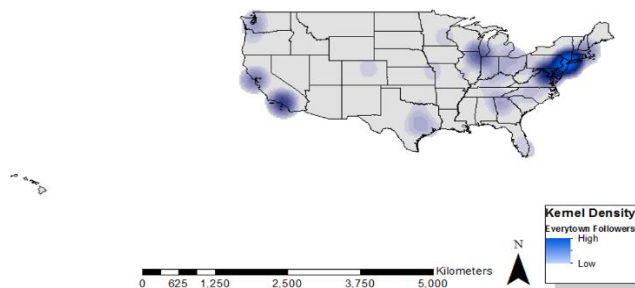 Kernel Density
Everytown Followers
High
Low
N
Kilometers
0 625 1,250 2,500 3,750 5,000